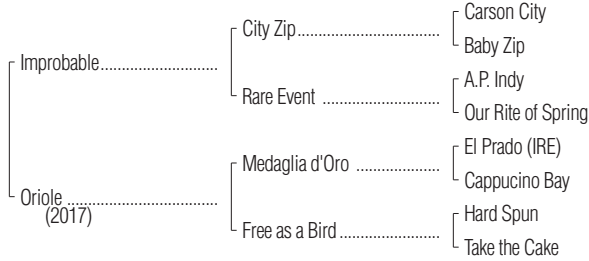 Carson City
City Zip
Baby Zip
Improbable
A.P. Indy
Rare Event
Our Rite of Spring
El Prado (IRE)
Medaglia d'Oro
Cappucino Bay
Oriole
(2017)
Hard Spun
Free as a Bird
Take the Cake